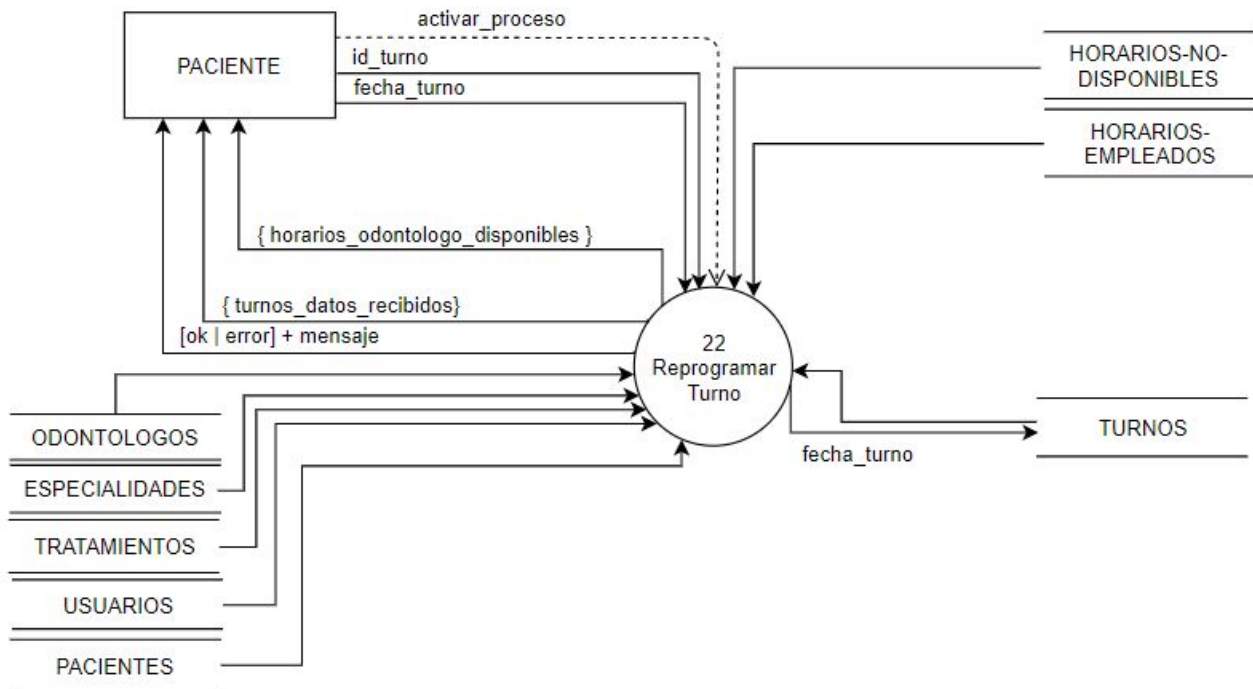 activar_proceso
PACIENTE
id_turno
fecha_turno
HORARIOS-NO-
DISPONIBLES
HORARIOS-
EMPLEADOS
{ horarios_odontologo_disponibles }
{ turnos_datos_recibidos}
[ok | error] + mensaje
22
Reprogramar
Turno
ODONTOLOGOS
TURNOS
fecha_turno
ESPECIALIDADES
TRATAMIENTOS
USUARIOS
PACIENTES